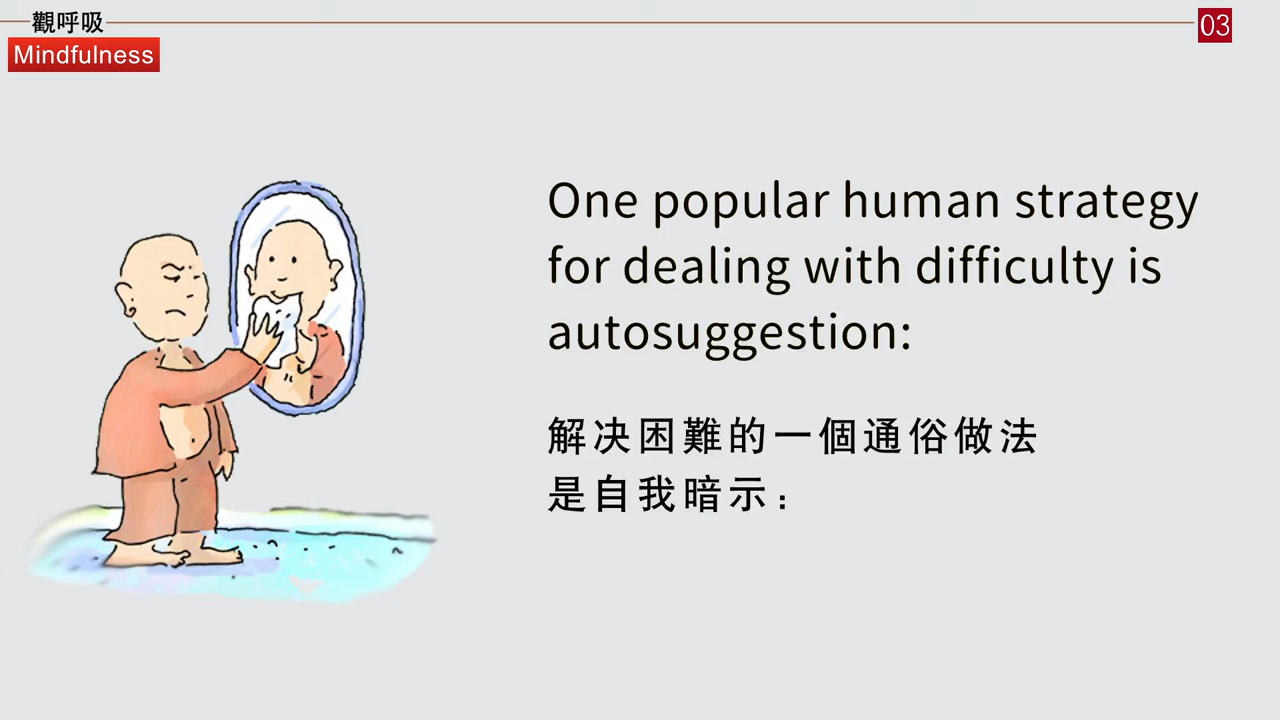 觀呼吸
03
Mindfulness
One popular human strategy
for dealing with difficulty is
autosuggestion:
解决困難的一個通俗做法
是自我暗示：